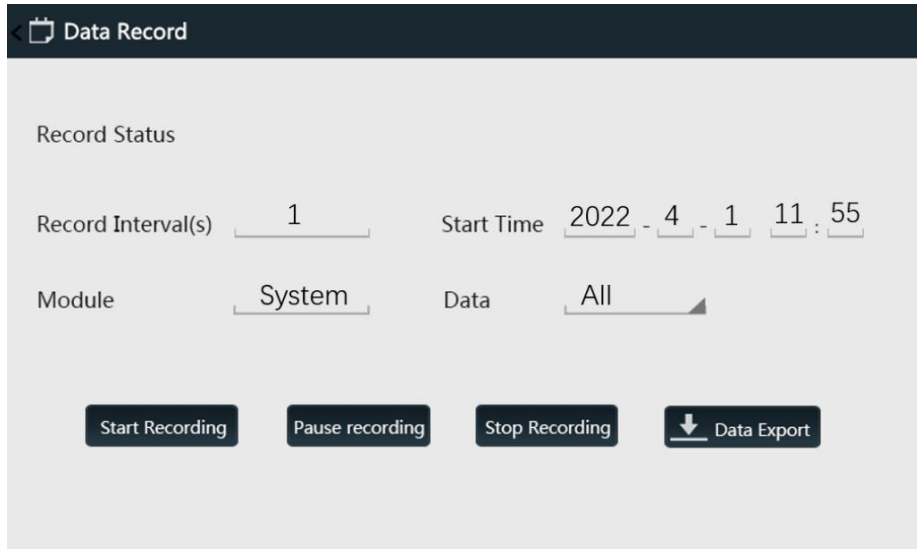 Data Record
Record Status
Record Interval(s) 1 Start Time 2022 - 4 - 1 11 : 55
Module System Data All
Start Recording Pause recording Stop Recording Data Export